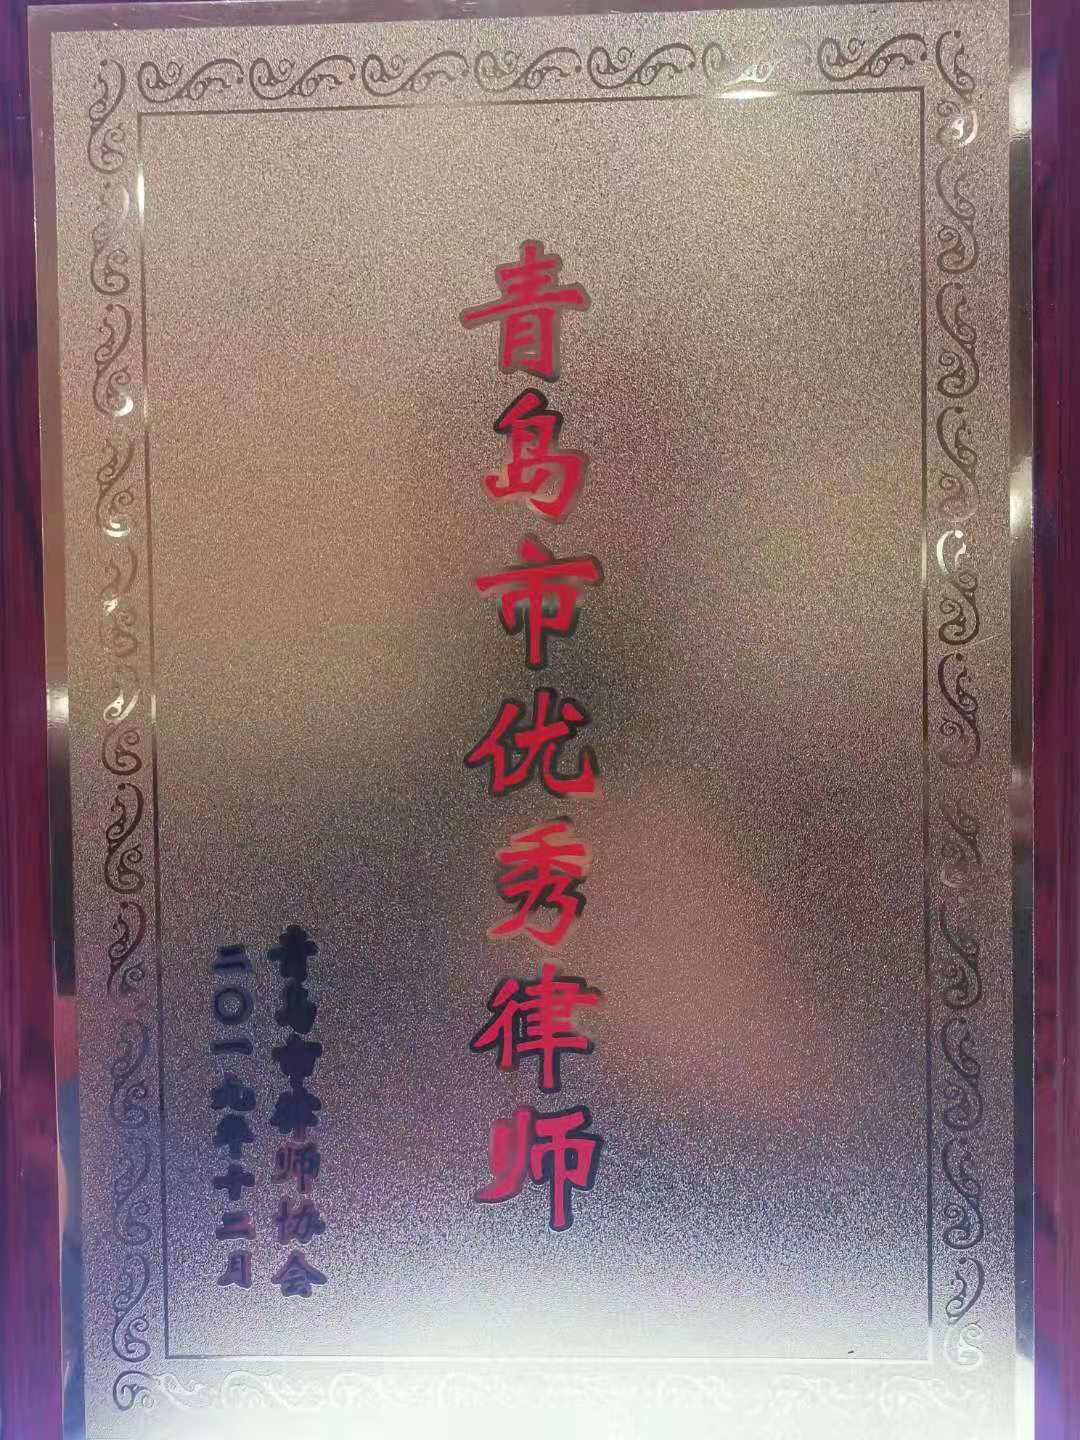 青岛市优秀律师
青岛市律师协会
二〇一九年十二月